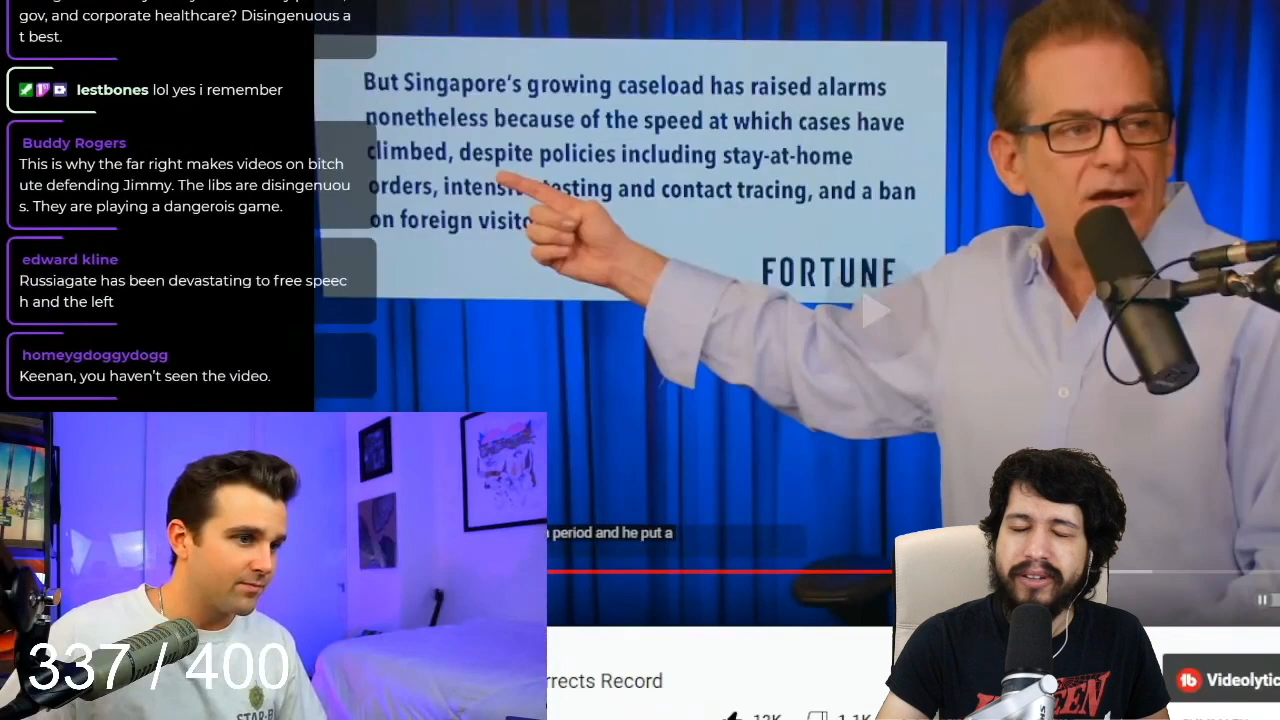 gov, and corporate healthcare? Disingenuous a
t best.
lestbones lol yes i remember
Buddy Rogers
This is why the far right makes videos on bitch
ute defending Jimmy. The libs are disingenuou
s. They are playing a dangerois game.
edward kline
Russiagate has been devastating to free speec
h and the left
homeygdoggydogg
Keenan, you haven't seen the video.
But Singapore's growing caseload has raised alarms
nonetheless because of the speed at which cases have
climbed, despite policies including stay-at-home
orders, testing and contact tracing, and a ban
on foreign
FORTUNE
period and he put a
337 / 400
rrects Record
Videolytic